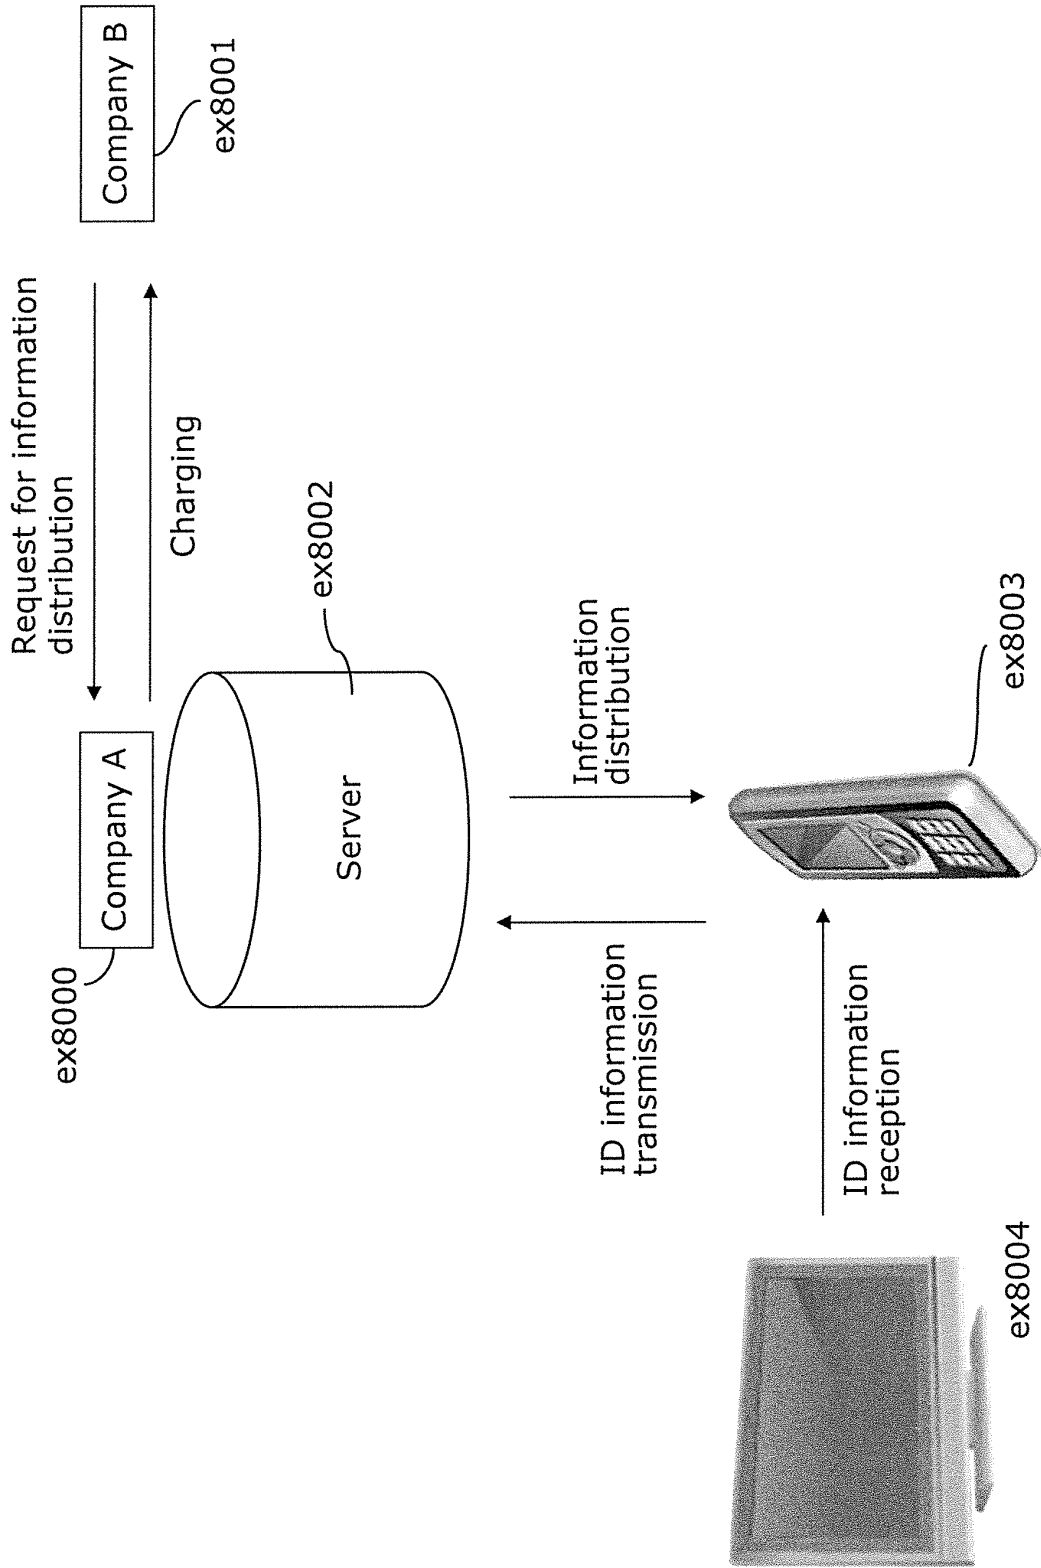 Request for information
distribution
ex8000
Company A
Company B
Charging
ex8001
Server
ex8002
ID information
transmission
Information
distribution
ID information
reception
ex8003
ex8004